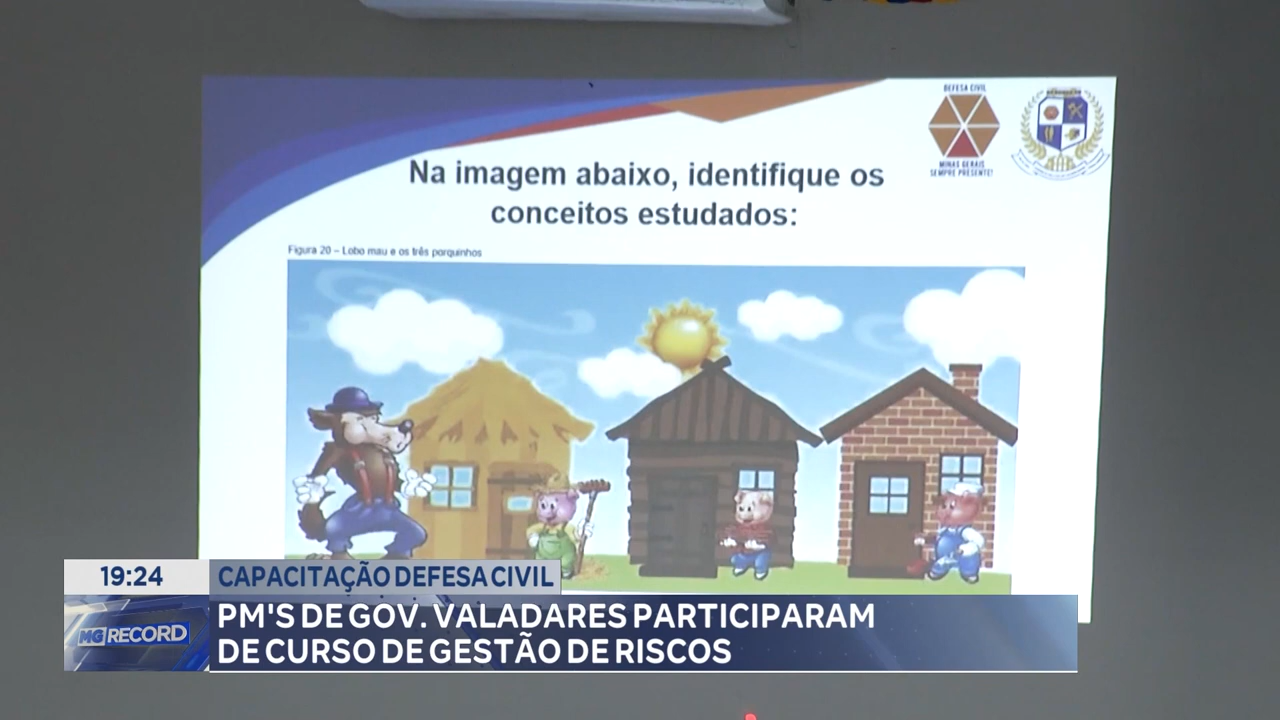 DEFESA CIVIL
MINAS GERAIS
SEMPRE PRESENTE!
Na imagem abaixo, identifique os
conceitos estudados:
Figura 20 – Lobo mau e os três porquinhos
19:24
CAPACITAÇÃO DEFESA CIVIL
MG RECORD
PM'S DE GOV. VALADARES PARTICIPARAM
DE CURSO DE GESTÃO DE RISCOS